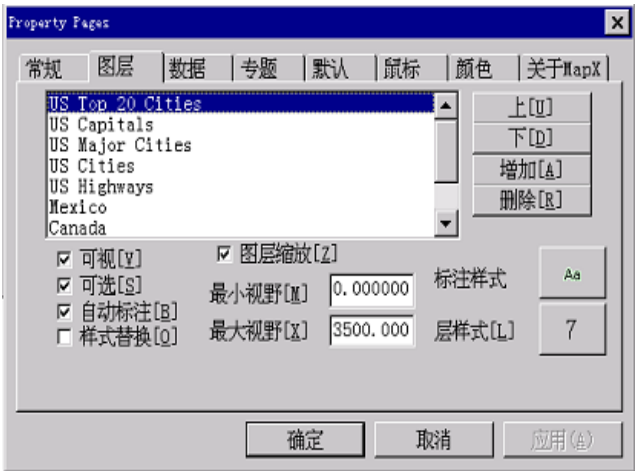 Property Pages
常规 图层 数据 专题 默认 鼠标 颜色 关于MapX
US Top 20 Cities
US Capitals
US Major Cities
US Cities
US Highways
Mexico
Canada
上[U]
下[D]
增加[A]
删除[R]
可视[V]
可选[S]
自动标注[B]
样式替换[O]
图层缩放[Z]
最小视野[M] 0.000000
最大视野[X] 3500.000
标注样式 Aa
层样式[L] 7
确定 取消 应用(A)